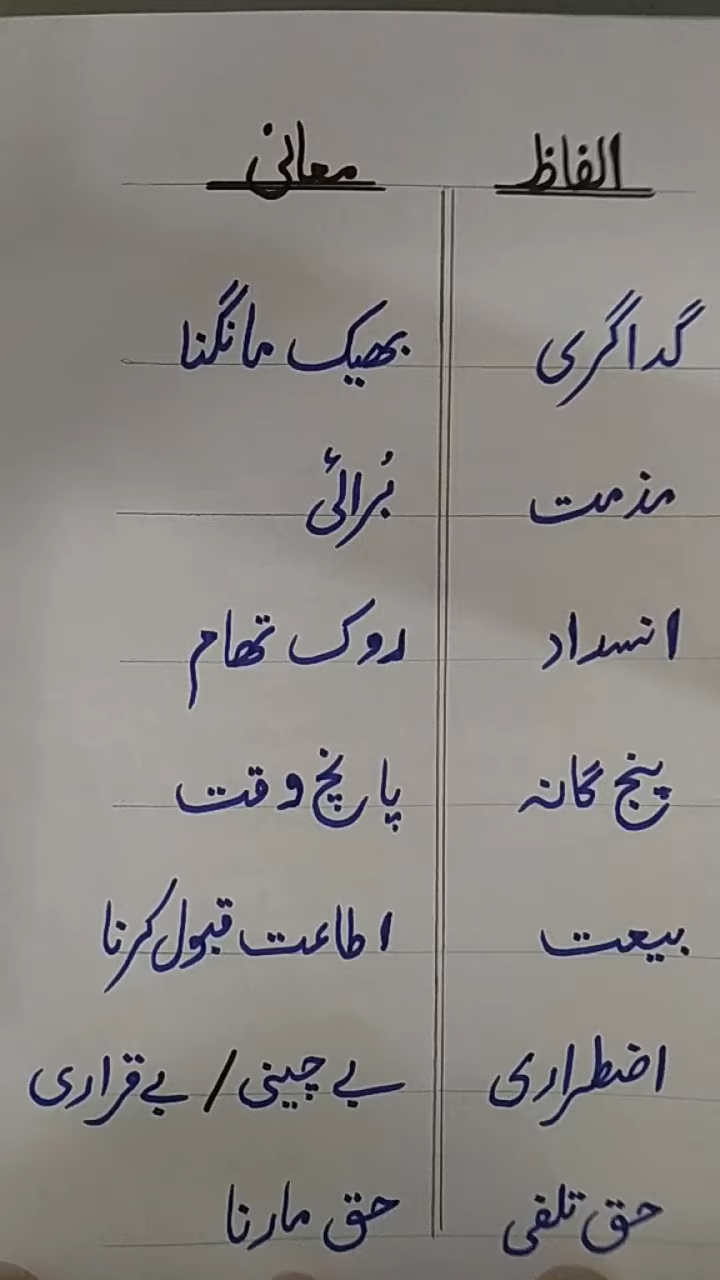 الفاظ معانی
گداگری بھیک مانگنا
مذمت بُرائی
انسداد روک تھام
پنج گانہ پانچ وقت
بیعت اطاعت قبول کرنا
اضطراری بے چینی / بے قراری
حق تلفی حق مارنا